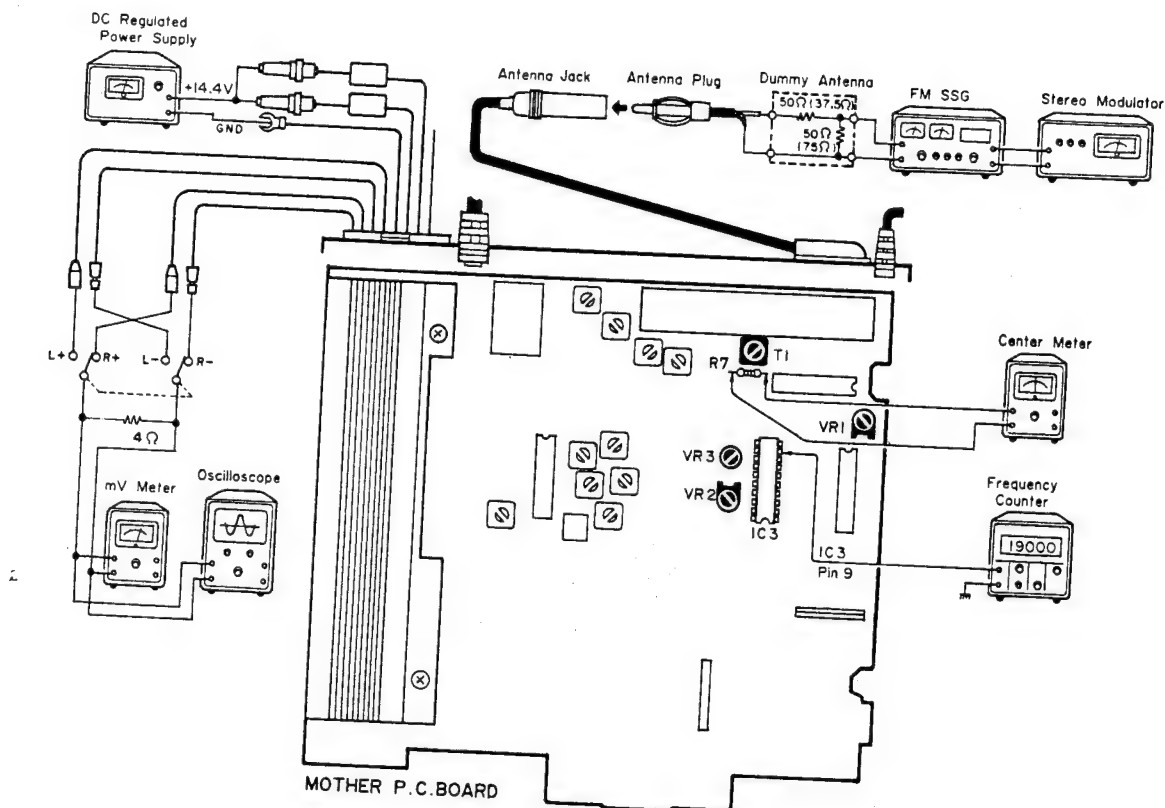 DC Regulated
Power Supply
+14.4V
GND
Antenna Jack
Antenna Plug
Dummy Antenna
50Ω(37.5Ω)
50Ω
(75Ω)
FM SSG
Stereo Modulator
L+
R+
L-
R-
4Ω
mV Meter
Oscilloscope
T1
R7
VR1
VR3
VR2
IC3
IC3
Pin 9
Center Meter
Frequency
Counter
19000
MOTHER P.C.BOARD